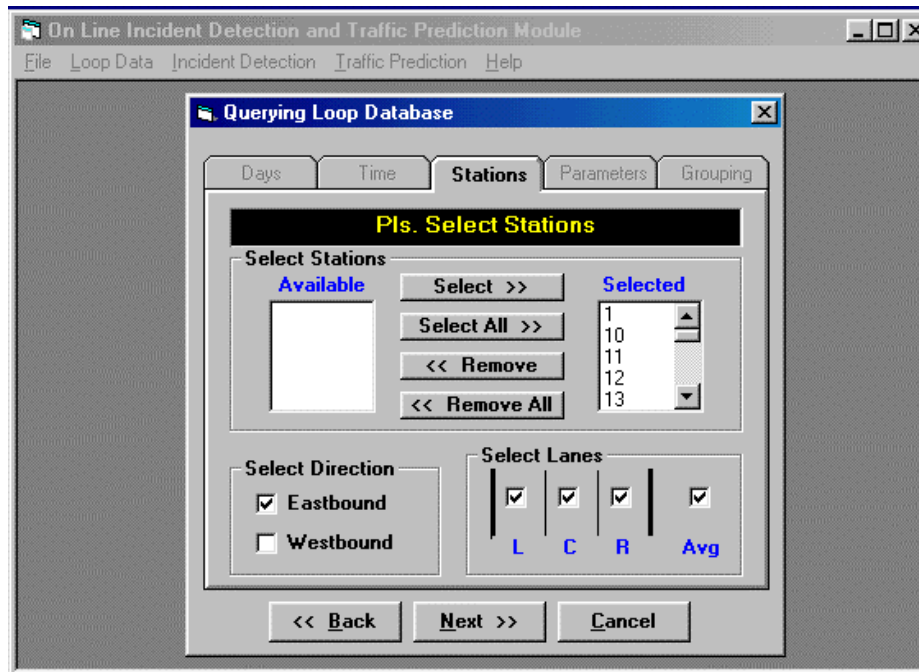 On Line Incident Detection and Traffic Prediction Module
File Loop Data Incident Detection Traffic Prediction Help
Querying Loop Database
Days Time Stations Parameters Grouping
Pls. Select Stations
Select Stations
Available Select >> Selected
Select All >>
<< Remove
<< Remove All
1
10
11
12
13
Select Direction
Eastbound
Westbound
Select Lanes
L C R Avg
<< Back Next >> Cancel